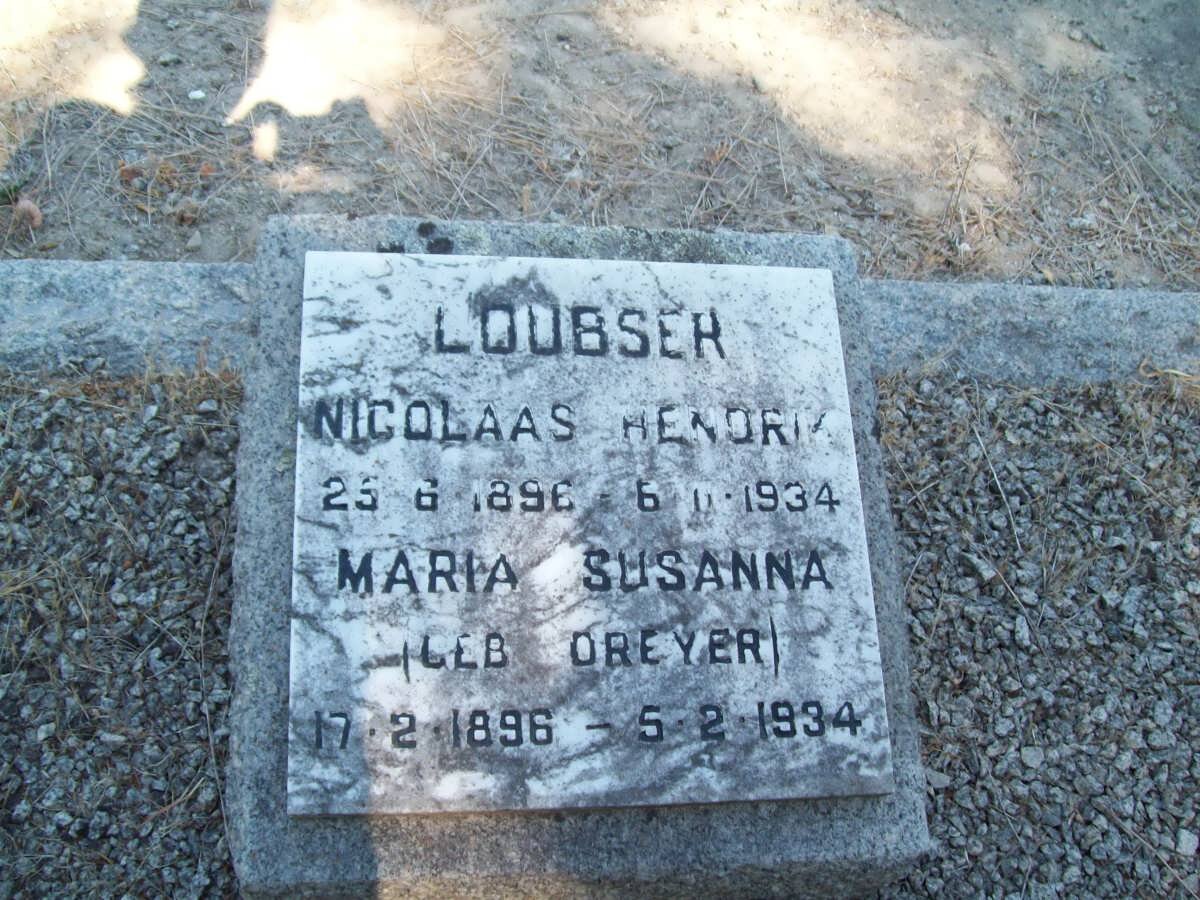 LOUBSER
NICOLAAS HENDRIK
25 · 6 · 1896 – 6 · 11 · 1934
MARIA SUSANNA
(GEB DREYER)
17 · 2 · 1896 – 5 · 2 · 1934